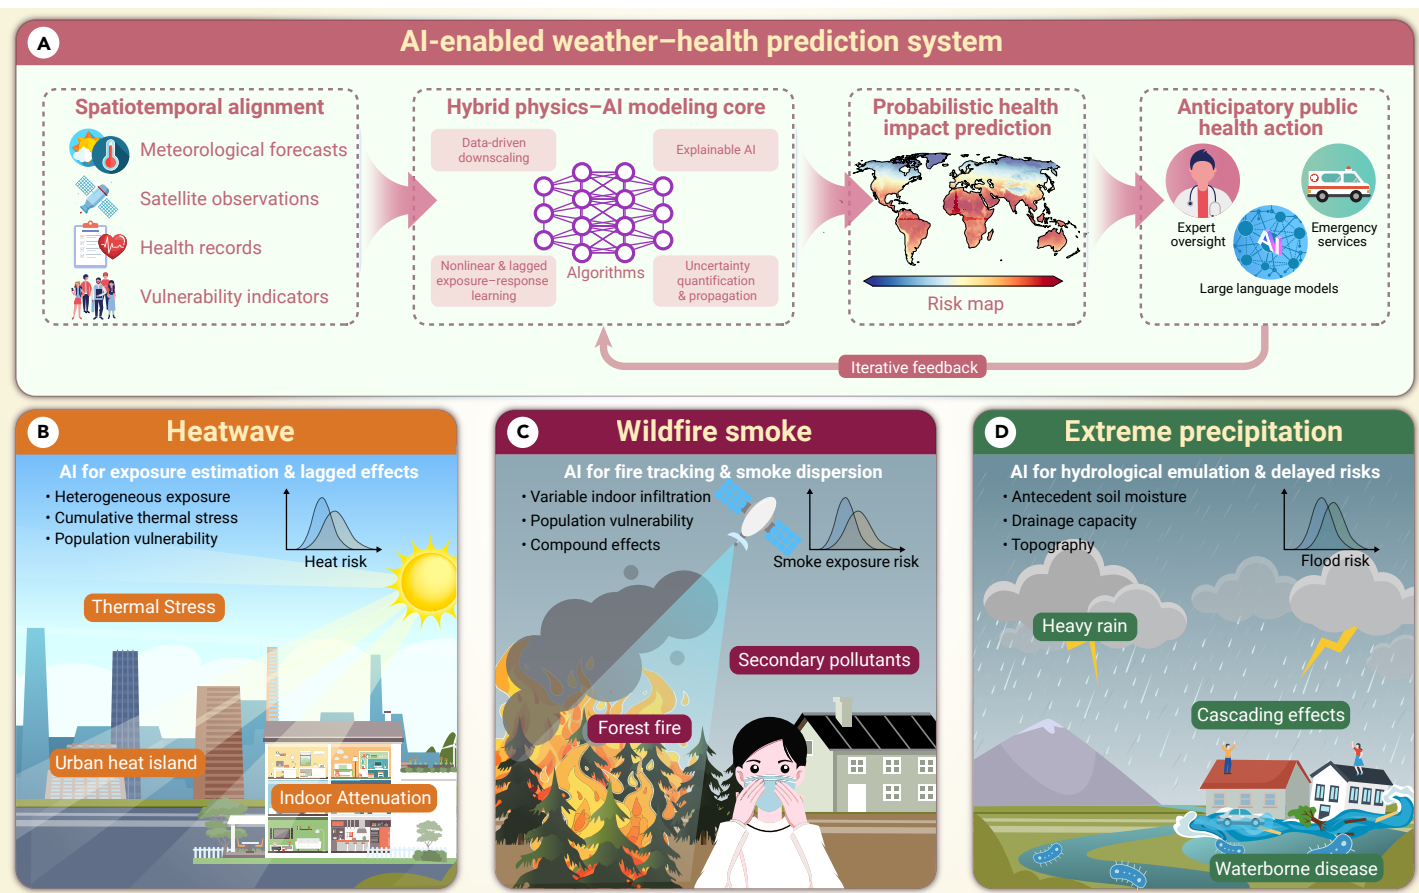 A
AI-enabled weather–health prediction system
Spatiotemporal alignment
Meteorological forecasts
Satellite observations
Health records
Vulnerability indicators
Hybrid physics–AI modeling core
Data-driven
downscaling
Explainable AI
Nonlinear & lagged
exposure–response
learning
Algorithms
Uncertainty
quantification
& propagation
Probabilistic health
impact prediction
Risk map
Anticipatory public
health action
Expert
oversight
AI
Emergency
services
Large language models
Iterative feedback
B
Heatwave
AI for exposure estimation & lagged effects
• Heterogeneous exposure
• Cumulative thermal stress
• Population vulnerability
Heat risk
Thermal Stress
Urban heat island
Indoor Attenuation
C
Wildfire smoke
AI for fire tracking & smoke dispersion
• Variable indoor infiltration
• Population vulnerability
• Compound effects
Smoke exposure risk
Secondary pollutants
Forest fire
D
Extreme precipitation
AI for hydrological emulation & delayed risks
• Antecedent soil moisture
• Drainage capacity
• Topography
Flood risk
Heavy rain
Cascading effects
Waterborne disease